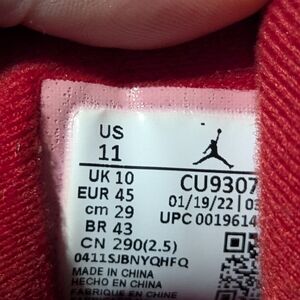 US
11
UK 10
EUR 45
cm 29
BR 43
CN 290(2.5)
0411SJBNYQHFQ
CU9307
01/19/22 03
UPC 0019614
MADE IN CHINA
HECHO EN CHINA
FABRIQUE EN CHINE